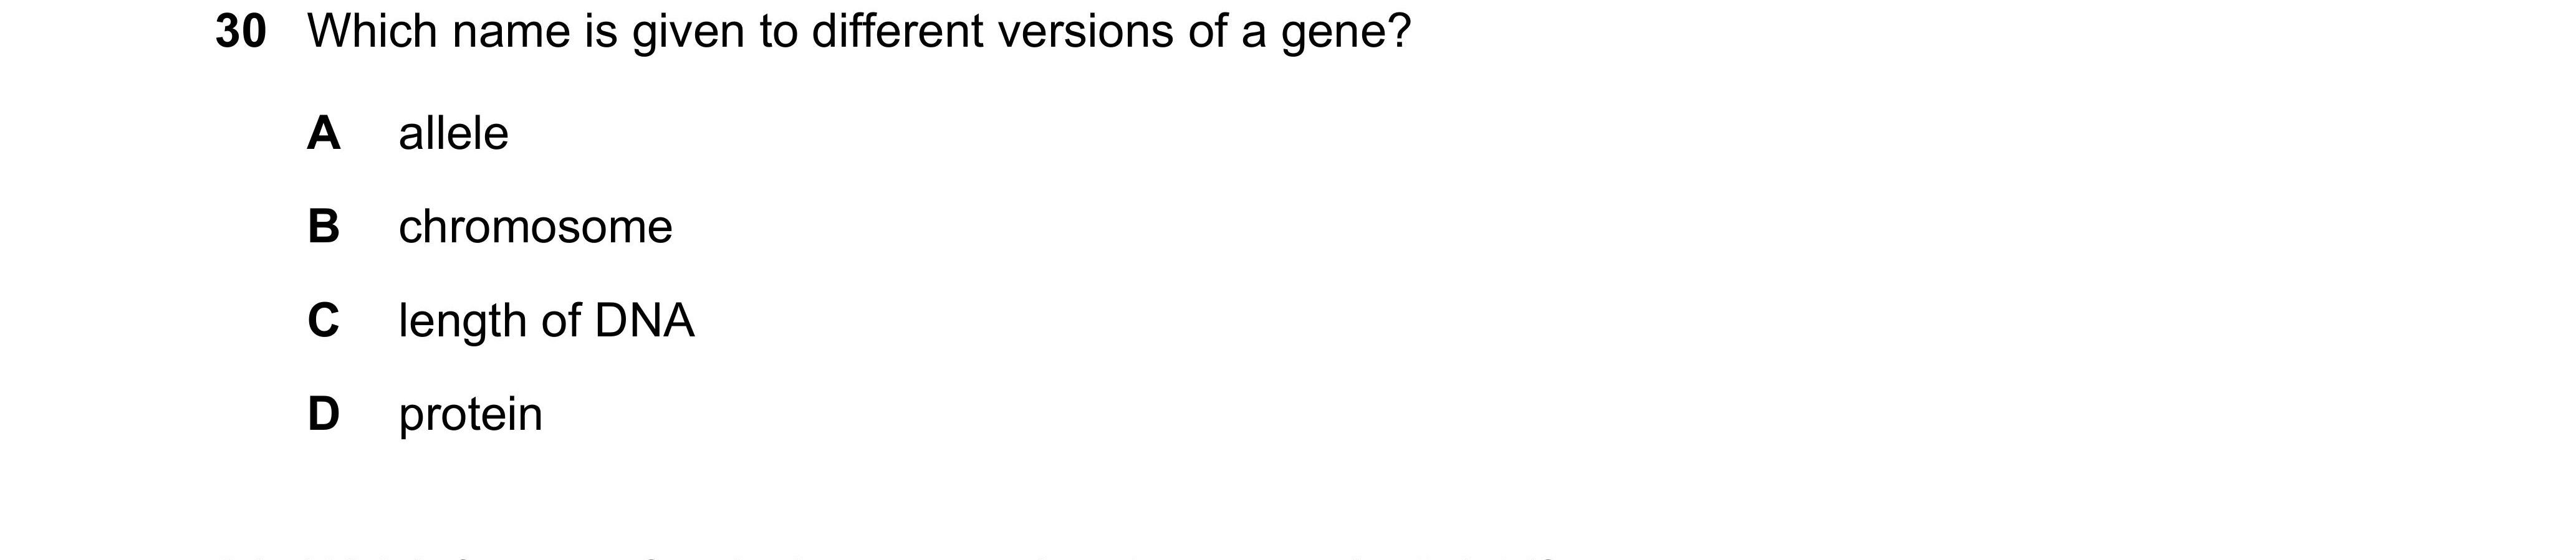 30 Which name is given to different versions of a gene?
A allele
B chromosome
C length of DNA
D protein